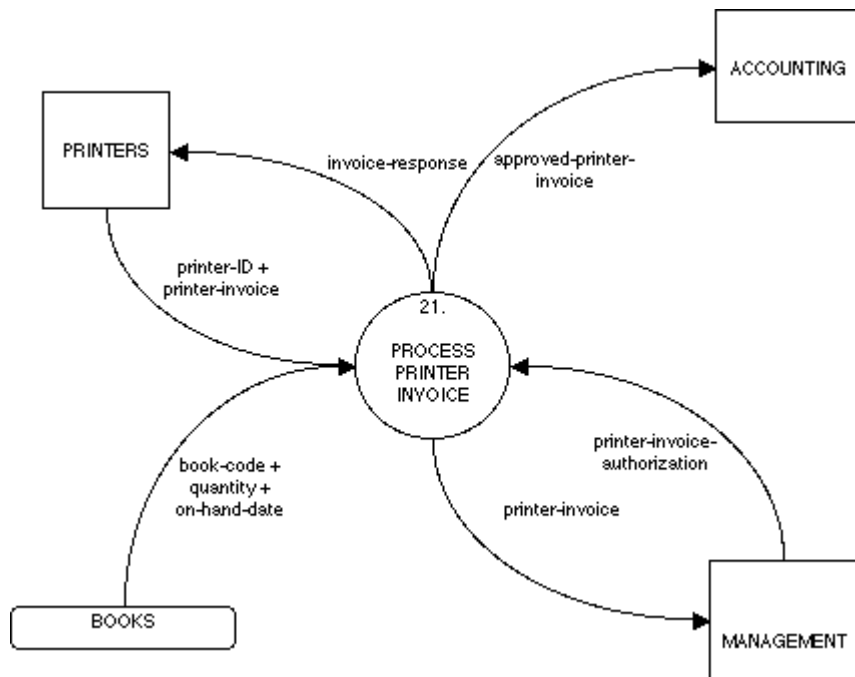 ACCOUNTING
PRINTERS
invoice-response
approved-printer-
invoice
printer-ID +
printer-invoice
21.
PROCESS
PRINTER
INVOICE
printer-invoice-
authorization
book-code +
quantity +
on-hand-date
printer-invoice
BOOKS
MANAGEMENT